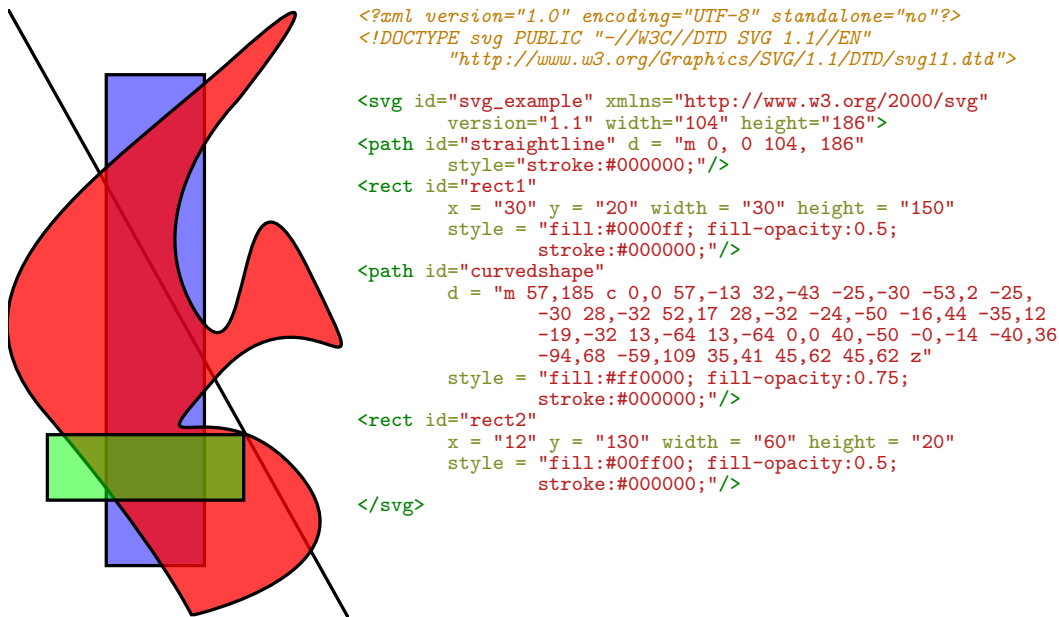 <?xml version="1.0" encoding="UTF-8" standalone="no"?>
<!DOCTYPE svg PUBLIC "-//W3C//DTD SVG 1.1//EN"
"http://www.w3.org/Graphics/SVG/1.1/DTD/svg11.dtd">
<svg id="svg_example" xmlns="http://www.w3.org/2000/svg"
version="1.1" width="104" height="186">
<path id="straightline" d = "m 0, 0 104, 186"
style="stroke:#000000;"/>
<rect id="rect1"
x = "30" y = "20" width = "30" height = "150"
style = "fill:#0000ff; fill-opacity:0.5;
stroke:#000000;"/>
<path id="curvedshape"
d = "m 57,185 c 0,0 57,-13 32,-43 -25,-30 -53,2 -25,
-30 28,-32 52,17 28,-32 -24,-50 -16,44 -35,12
-19,-32 13,-64 13,-64 0,0 40,-50 -0,-14 -40,36
-94,68 -59,109 35,41 45,62 45,62 z"
style = "fill:#ff0000; fill-opacity:0.75;
stroke:#000000;"/>
<rect id="rect2"
x = "12" y = "130" width = "60" height = "20"
style = "fill:#00ff00; fill-opacity:0.5;
stroke:#000000;"/>
</svg>